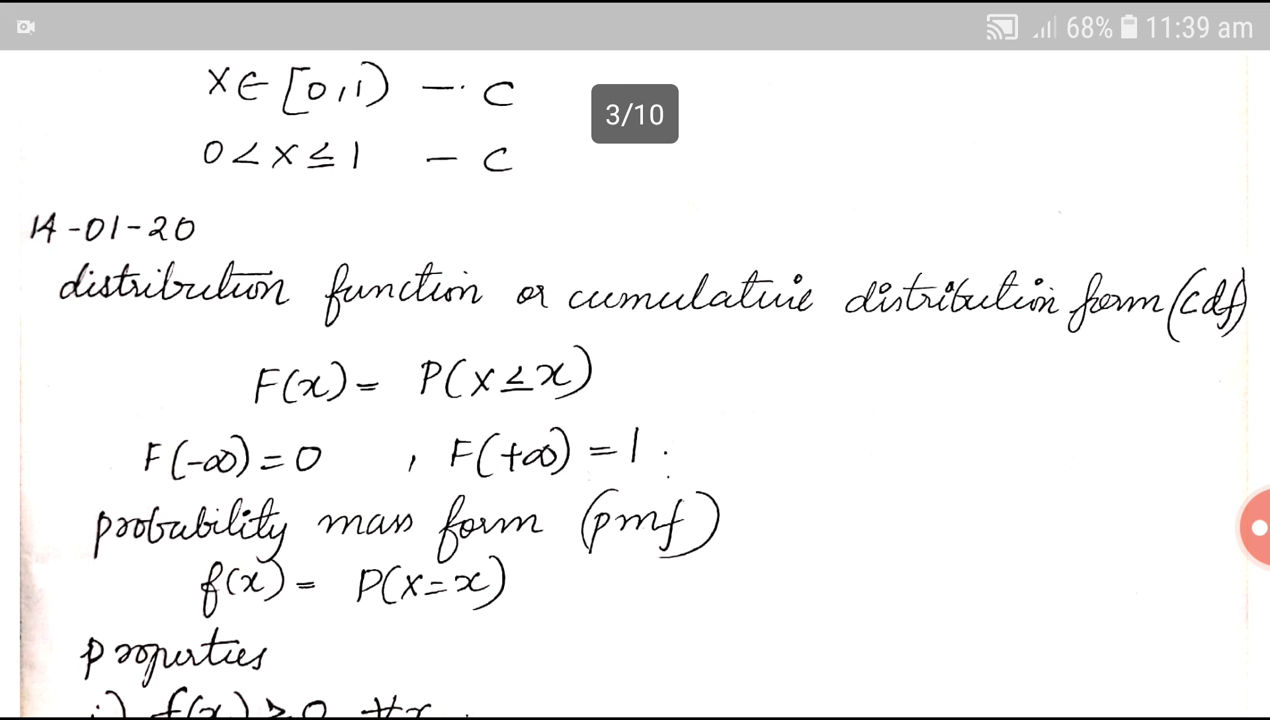 68% 11:39 am
3/10
x ∈ [0,1) — C
0 < x ≤ 1 — C
14-01-20
distribution function or cumulative distribution form (cdf)
F(x) = P(X ≤ x)
F(-∞) = 0 , F(+∞) = 1.
probability mass form (pmf)
f(x) = P(X = x)
properties
i) f(x) ≥ 0 ∀x.